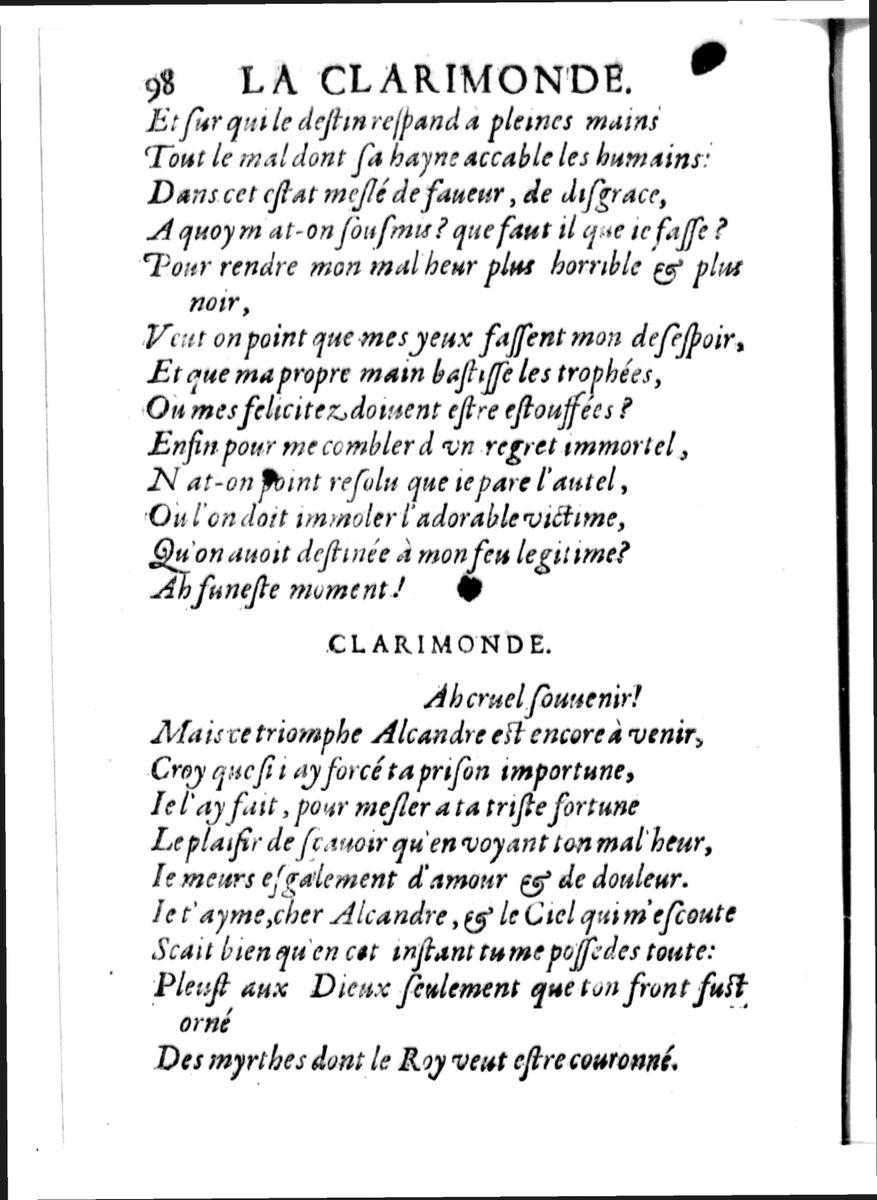 98 LA CLARIMONDE.
Et ſur qui le deſtin reſpand à pleines mains
Tout le mal dont ſa hayne accable les humains:
Dans cet eſtat meſlé de faueur, de diſgrace,
A quoy m at-on ſouſmis? que faut il que ie faſſe?
Pour rendre mon mal heur plus horrible & plus
noir,
Veut on point que mes yeux faſſent mon deſeſpoir,
Et que ma propre main baſtiſſe les trophées,
Ou mes felicitez doiuent eſtre eſtouffées?
Enfin pour me combler d vn regret immortel,
N at-on point reſolu que ie pare l'autel,
Ou l'on doit immoler l'adorable victime,
Qu'on auoit deſtinée à mon feu legitime?
Ah funeſte moment!
CLARIMONDE.
Ah cruel ſouuenir!
Mais ce triomphe Alcandre est encore à venir,
Croy que ſi i ay forcé ta priſon importune,
Ie l'ay fait, pour meſler a ta triſte fortune
Le plaiſir de ſcauoir qu'en voyant ton mal'heur,
Ie meurs eſgalement d'amour & de douleur.
Ie t'ayme, cher Alcandre, & le Ciel qui m'eſcoute
Scait bien qu'en cet inſtant tu me poſſedes toute:
Pleuſt aux Dieux ſeulement que ton front fust
orné
Des myrthes dont le Roy veut eſtre couronné.